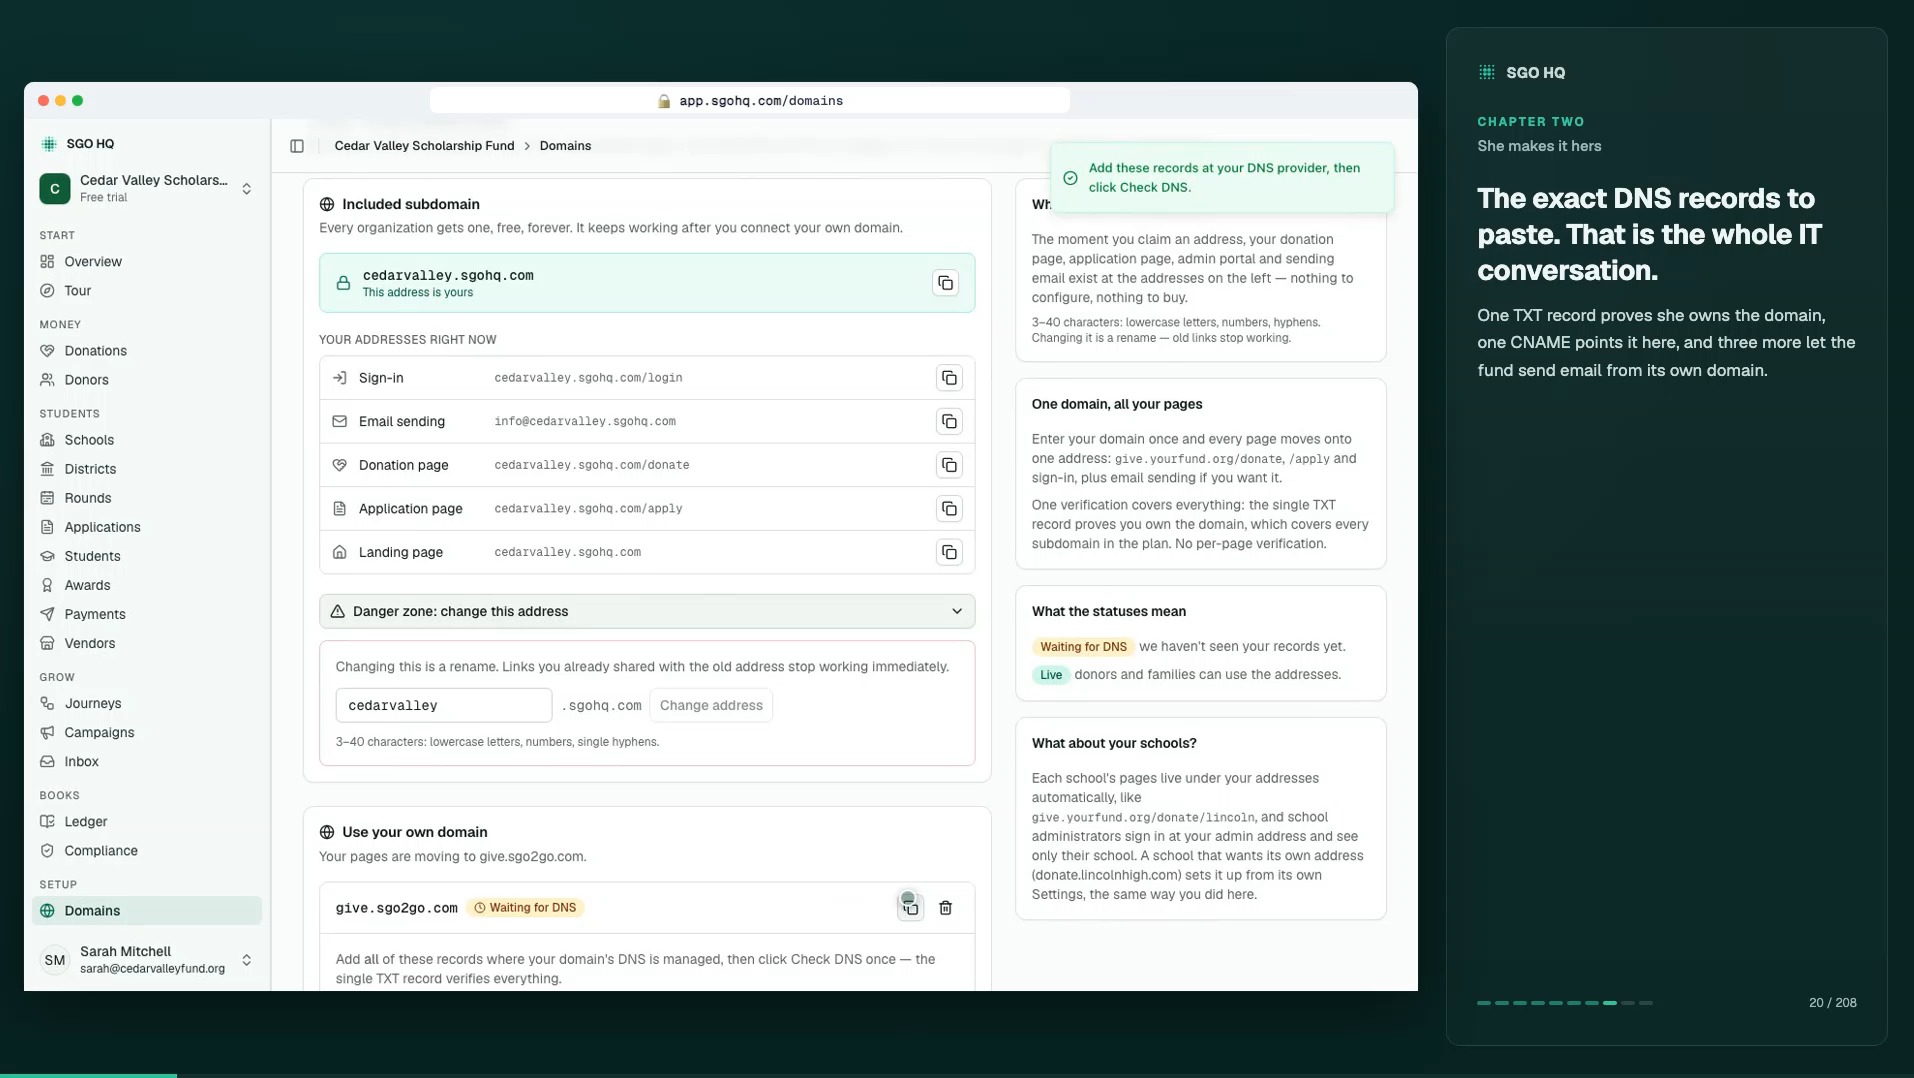 app.sgohq.com/domains
SGO HQ
Cedar Valley Scholars...
Free trial
C
START
Overview
Tour
MONEY
Donations
Donors
STUDENTS
Schools
Districts
Rounds
Applications
Students
Awards
Payments
Vendors
GROW
Journeys
Campaigns
Inbox
BOOKS
Ledger
Compliance
SETUP
Domains
SM
Sarah Mitchell
sarah@cedarvalleyfund.org
Cedar Valley Scholarship Fund > Domains
Included subdomain
Every organization gets one, free, forever. It keeps working after you connect your own domain.
cedarvalley.sgohq.com
This address is yours
YOUR ADDRESSES RIGHT NOW
Sign-in cedarvalley.sgohq.com/login
Email sending info@cedarvalley.sgohq.com
Donation page cedarvalley.sgohq.com/donate
Application page cedarvalley.sgohq.com/apply
Landing page cedarvalley.sgohq.com
Danger zone: change this address
Changing this is a rename. Links you already shared with the old address stop working immediately.
cedarvalley .sgohq.com Change address
3–40 characters: lowercase letters, numbers, single hyphens.
Use your own domain
Your pages are moving to give.sgo2go.com.
give.sgo2go.com Waiting for DNS
Add all of these records where your domain's DNS is managed, then click Check DNS once — the
single TXT record verifies everything.
Add these records at your DNS provider, then
click Check DNS.
The moment you claim an address, your donation
page, application page, admin portal and sending
email exist at the addresses on the left — nothing to
configure, nothing to buy.
3–40 characters: lowercase letters, numbers, hyphens.
Changing it is a rename — old links stop working.
One domain, all your pages
Enter your domain once and every page moves onto
one address: give.yourfund.org/donate, /apply and
sign-in, plus email sending if you want it.
One verification covers everything: the single TXT
record proves you own the domain, which covers every
subdomain in the plan. No per-page verification.
What the statuses mean
Waiting for DNS we haven't seen your records yet.
Live donors and families can use the addresses.
What about your schools?
Each school's pages live under your addresses
automatically, like
give.yourfund.org/donate/lincoln, and school
administrators sign in at your admin address and see
only their school. A school that wants its own address
(donate.lincolnhigh.com) sets it up from its own
Settings, the same way you did here.
SGO HQ
CHAPTER TWO
She makes it hers
The exact DNS records to
paste. That is the whole IT
conversation.
One TXT record proves she owns the domain,
one CNAME points it here, and three more let the
fund send email from its own domain.
20 / 208